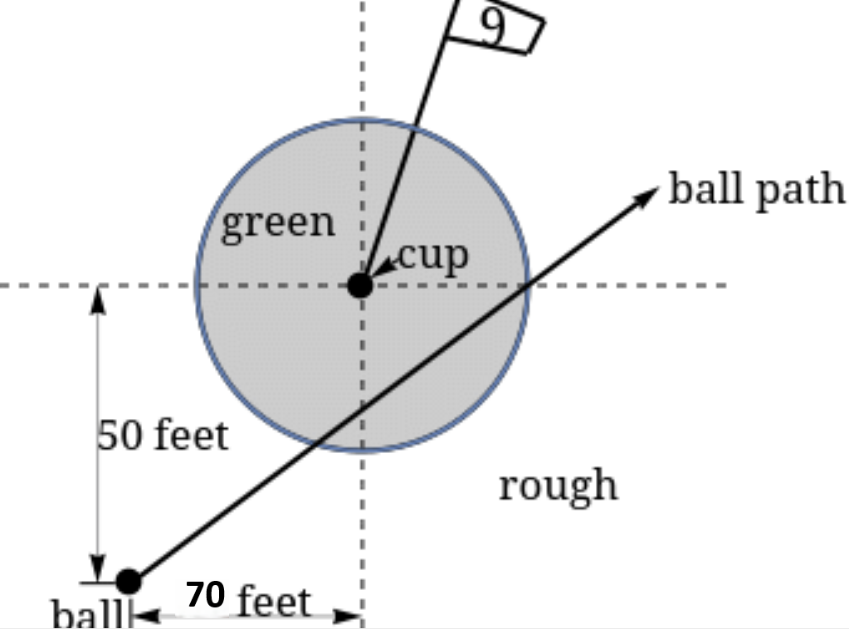 9
green
cup
ball path
50 feet
rough
ball
70 feet